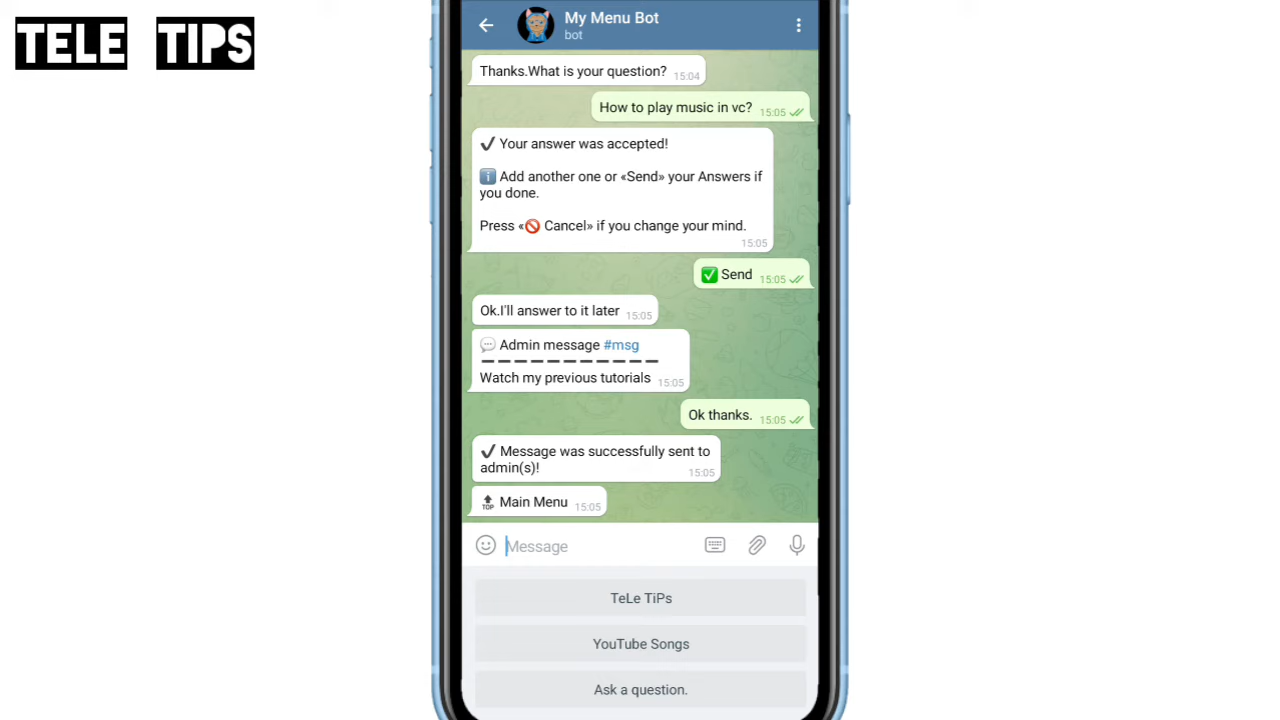 TELE TIPS
My Menu Bot
bot
Thanks.What is your question? 15:04
How to play music in vc? 15:05
✔ Your answer was accepted!
ℹ Add another one or «Send» your Answers if
you done.
Press «🚫 Cancel» if you change your mind.
15:05
✅ Send 15:05
Ok.I'll answer to it later 15:05
💬 Admin message #msg
— — — — — — — — — — — —
Watch my previous tutorials 15:05
Ok thanks. 15:05
✔ Message was successfully sent to
admin(s)! 15:05
🔝 Main Menu 15:05
Message
TeLe TiPs
YouTube Songs
Ask a question.